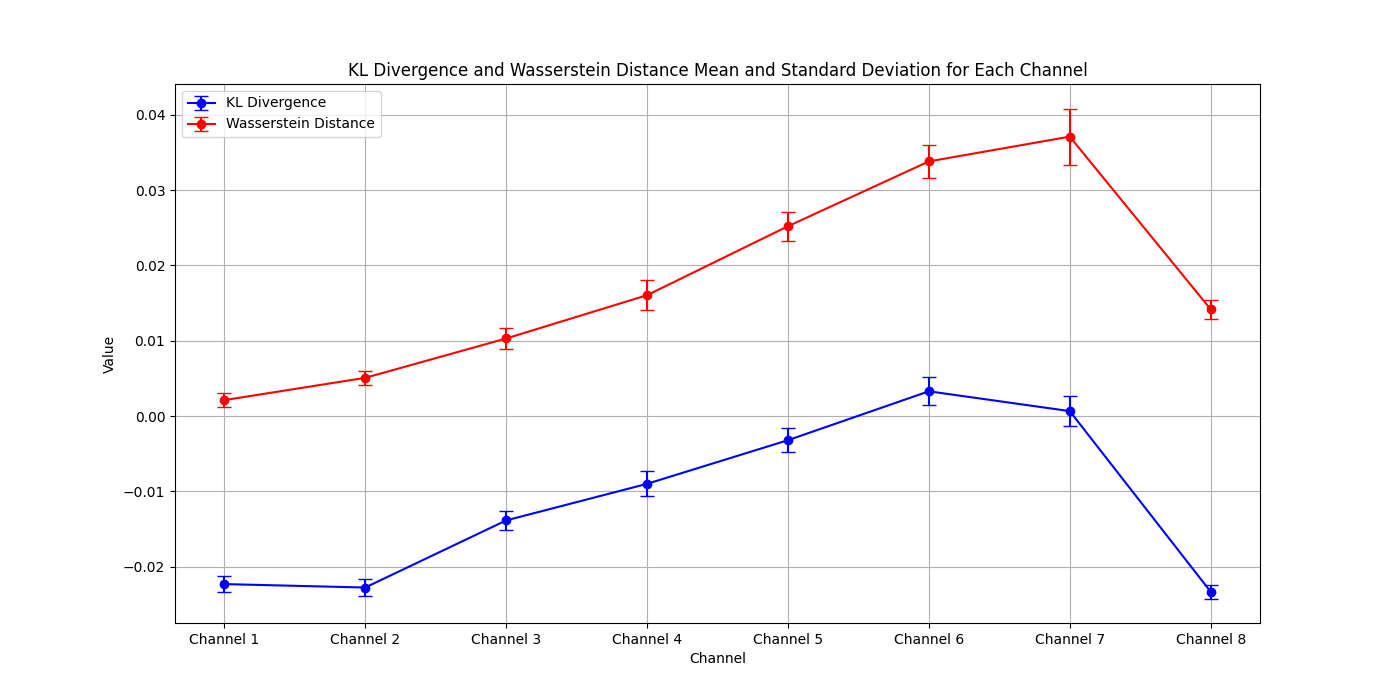 KL Divergence and Wasserstein Distance Mean and Standard Deviation for Each Channel
KL Divergence
Wasserstein Distance
0.04
0.03
0.02
0.01
0.00
−0.01
−0.02
Value
Channel 1 Channel 2 Channel 3 Channel 4 Channel 5 Channel 6 Channel 7 Channel 8
Channel